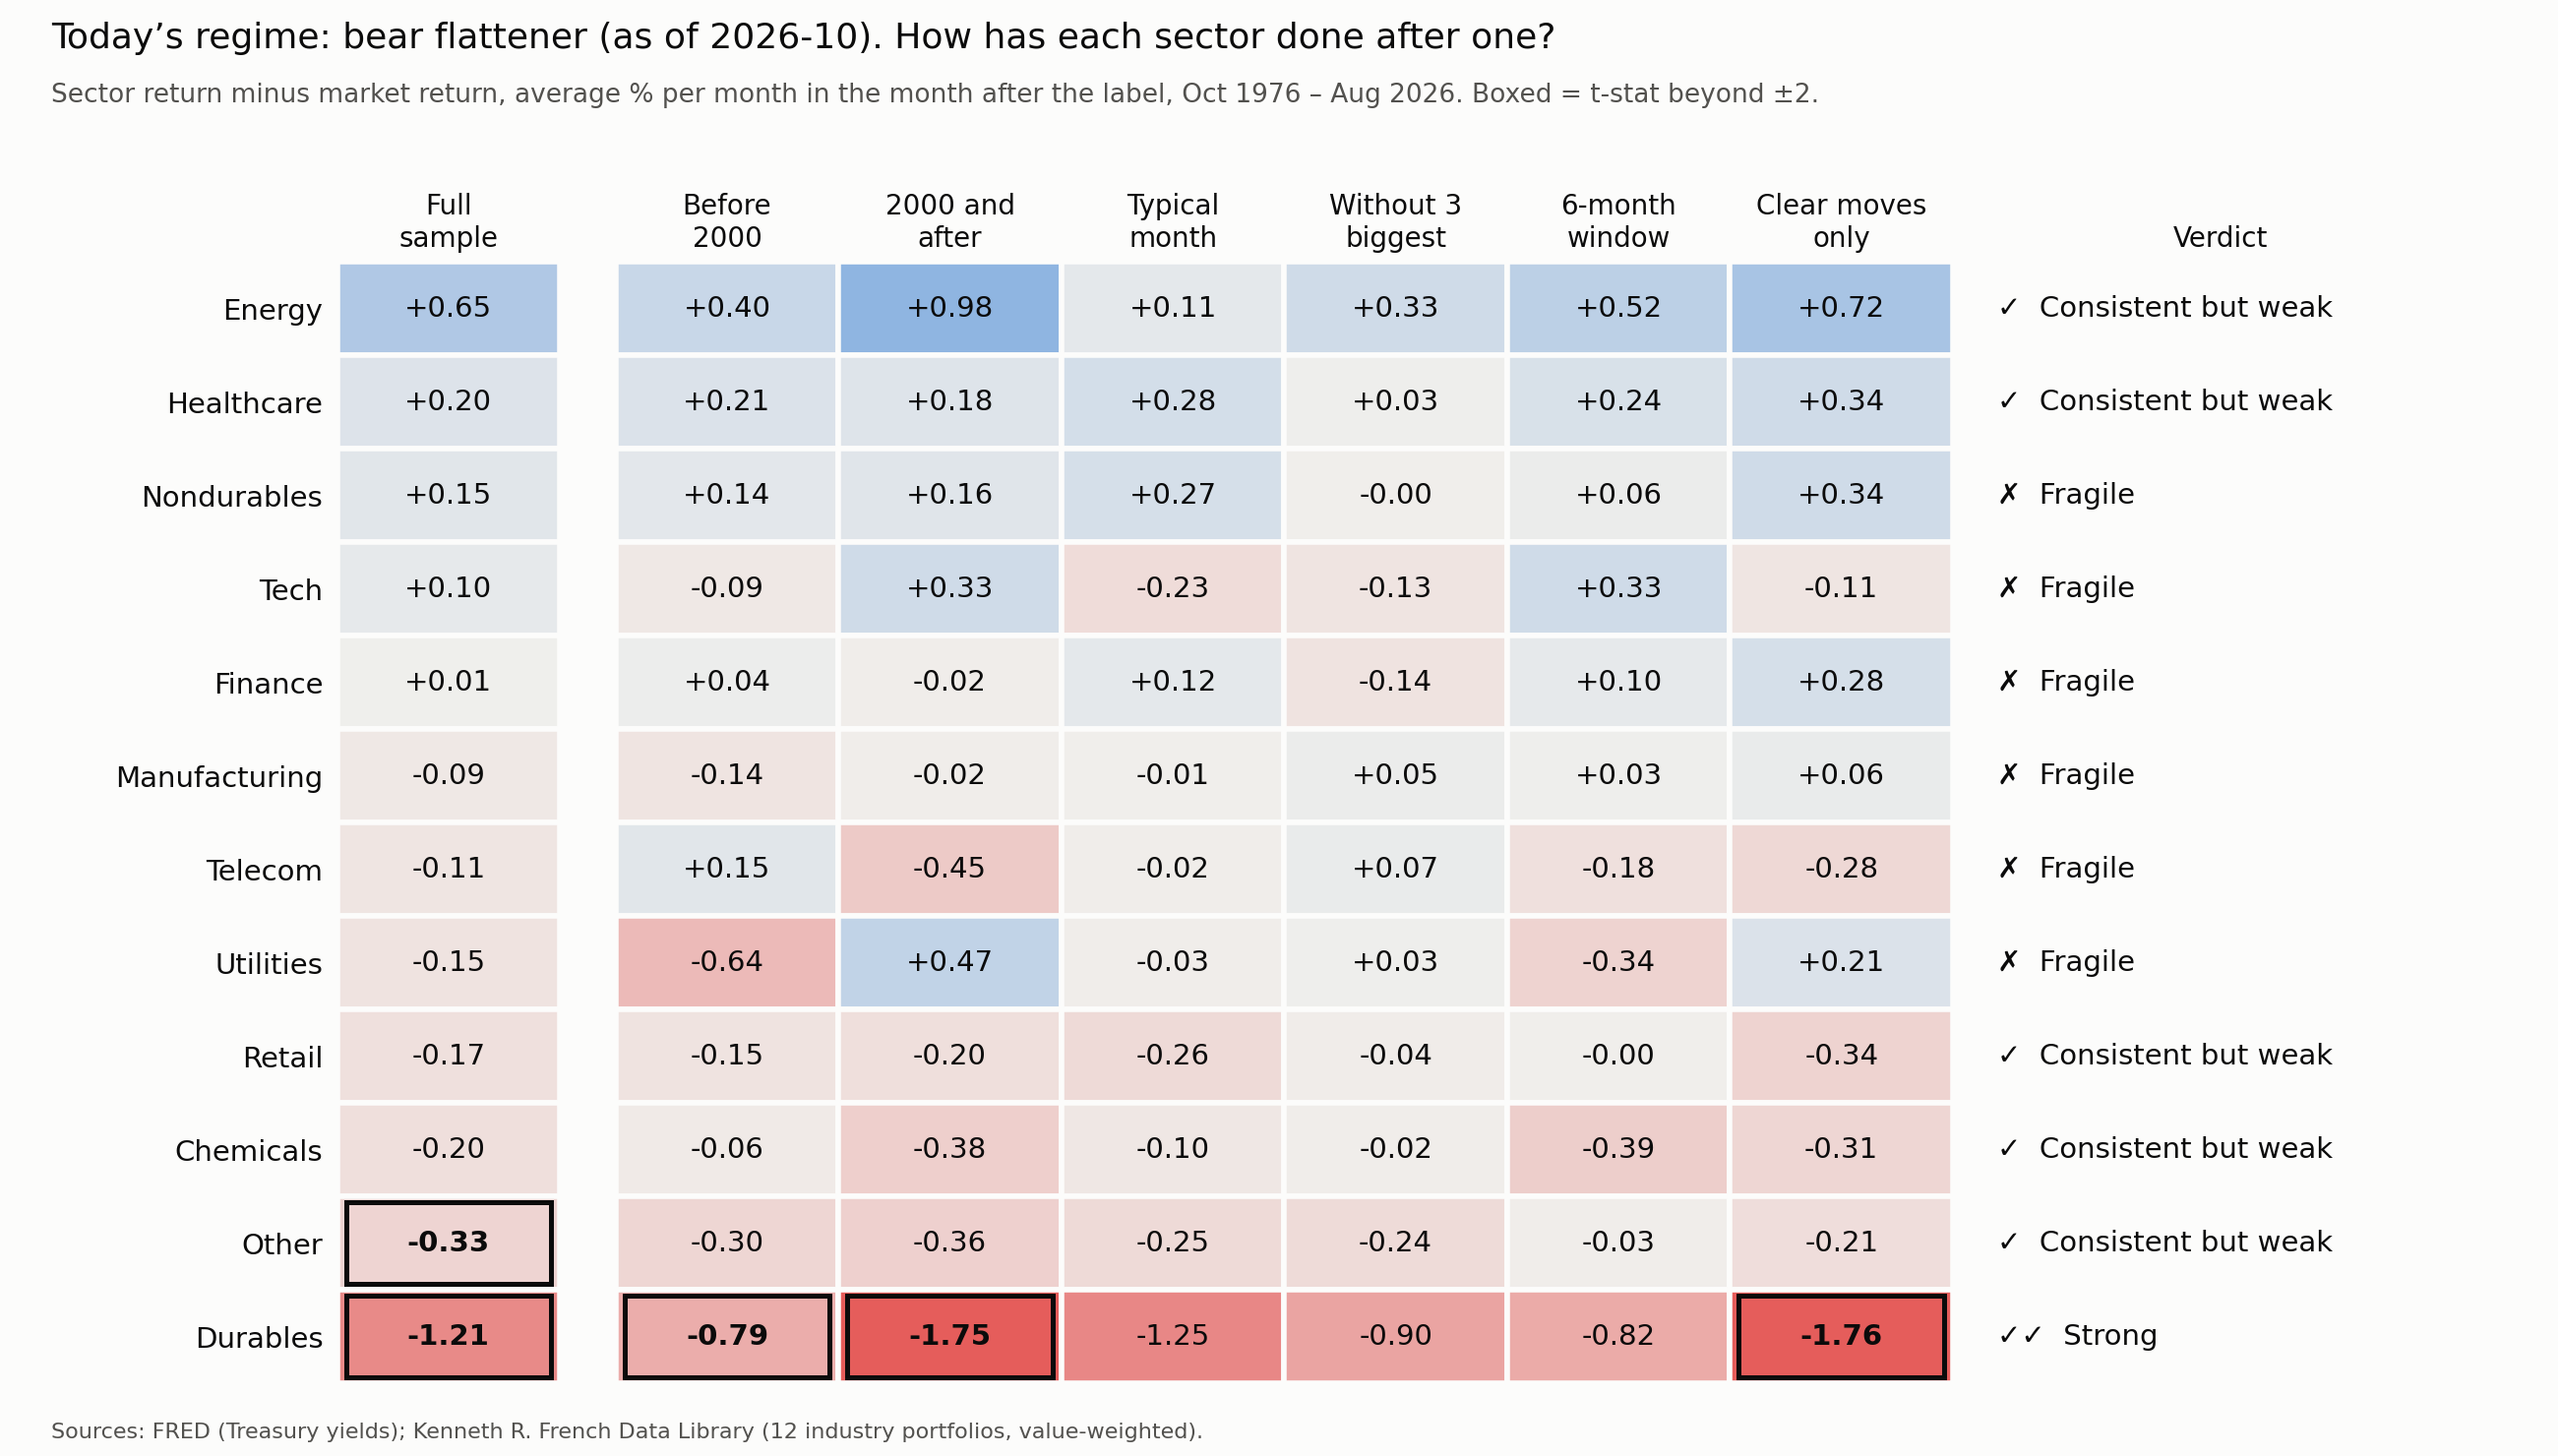 Today’s regime: bear flattener (as of 2026-10). How has each sector done after one?
Sector return minus market return, average % per month in the month after the label, Oct 1976 – Aug 2026. Boxed = t-stat beyond ±2.
Full sample Before 2000 2000 and after Typical month Without 3 biggest 6-month window Clear moves only Verdict
Energy +0.65 +0.40 +0.98 +0.11 +0.33 +0.52 +0.72 ✓ Consistent but weak
Healthcare +0.20 +0.21 +0.18 +0.28 +0.03 +0.24 +0.34 ✓ Consistent but weak
Nondurables +0.15 +0.14 +0.16 +0.27 -0.00 +0.06 +0.34 ✗ Fragile
Tech +0.10 -0.09 +0.33 -0.23 -0.13 +0.33 -0.11 ✗ Fragile
Finance +0.01 +0.04 -0.02 +0.12 -0.14 +0.10 +0.28 ✗ Fragile
Manufacturing -0.09 -0.14 -0.02 -0.01 +0.05 +0.03 +0.06 ✗ Fragile
Telecom -0.11 +0.15 -0.45 -0.02 +0.07 -0.18 -0.28 ✗ Fragile
Utilities -0.15 -0.64 +0.47 -0.03 +0.03 -0.34 +0.21 ✗ Fragile
Retail -0.17 -0.15 -0.20 -0.26 -0.04 -0.00 -0.34 ✓ Consistent but weak
Chemicals -0.20 -0.06 -0.38 -0.10 -0.02 -0.39 -0.31 ✓ Consistent but weak
Other -0.33 -0.30 -0.36 -0.25 -0.24 -0.03 -0.21 ✓ Consistent but weak
Durables -1.21 -0.79 -1.75 -1.25 -0.90 -0.82 -1.76 ✓✓ Strong
Sources: FRED (Treasury yields); Kenneth R. French Data Library (12 industry portfolios, value-weighted).